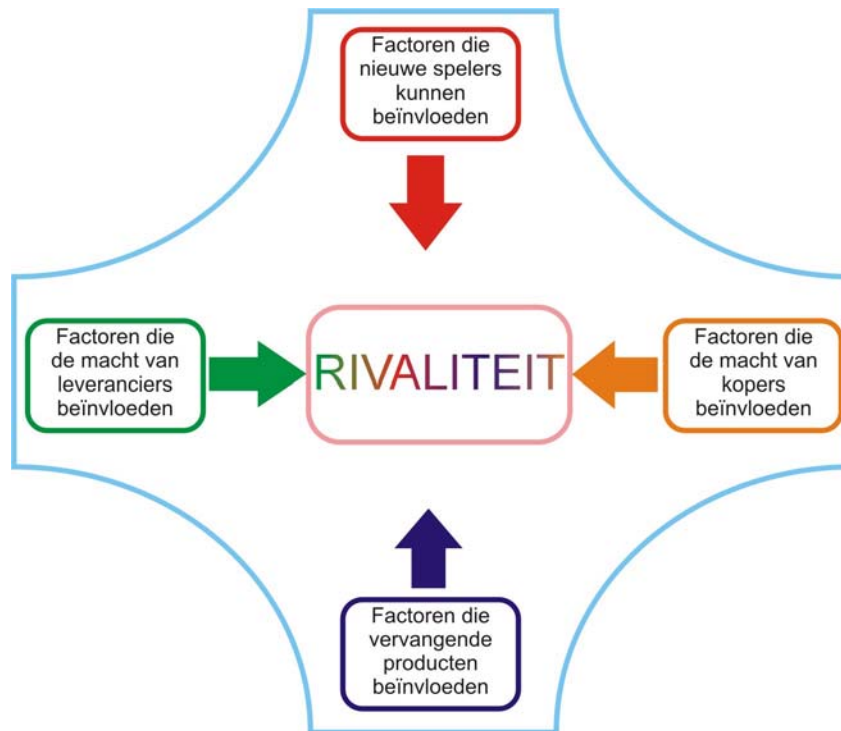 Factoren die
nieuwe spelers
kunnen
beïnvloeden
Factoren die
de macht van
leveranciers
beïnvloeden
RIVALITEIT
Factoren die
de macht van
kopers
beïnvloeden
Factoren die
vervangende
producten
beïnvloeden